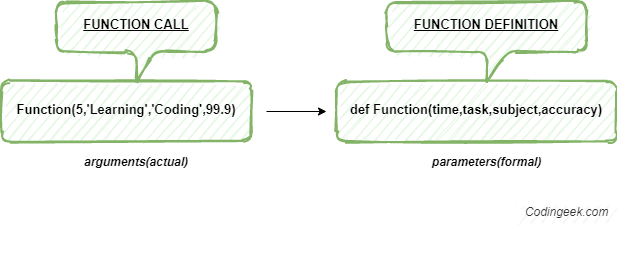 FUNCTION CALL
FUNCTION DEFINITION
Function(5,'Learning','Coding',99.9)
def Function(time,task,subject,accuracy)
arguments(actual)
parameters(formal)
Codingeek.com